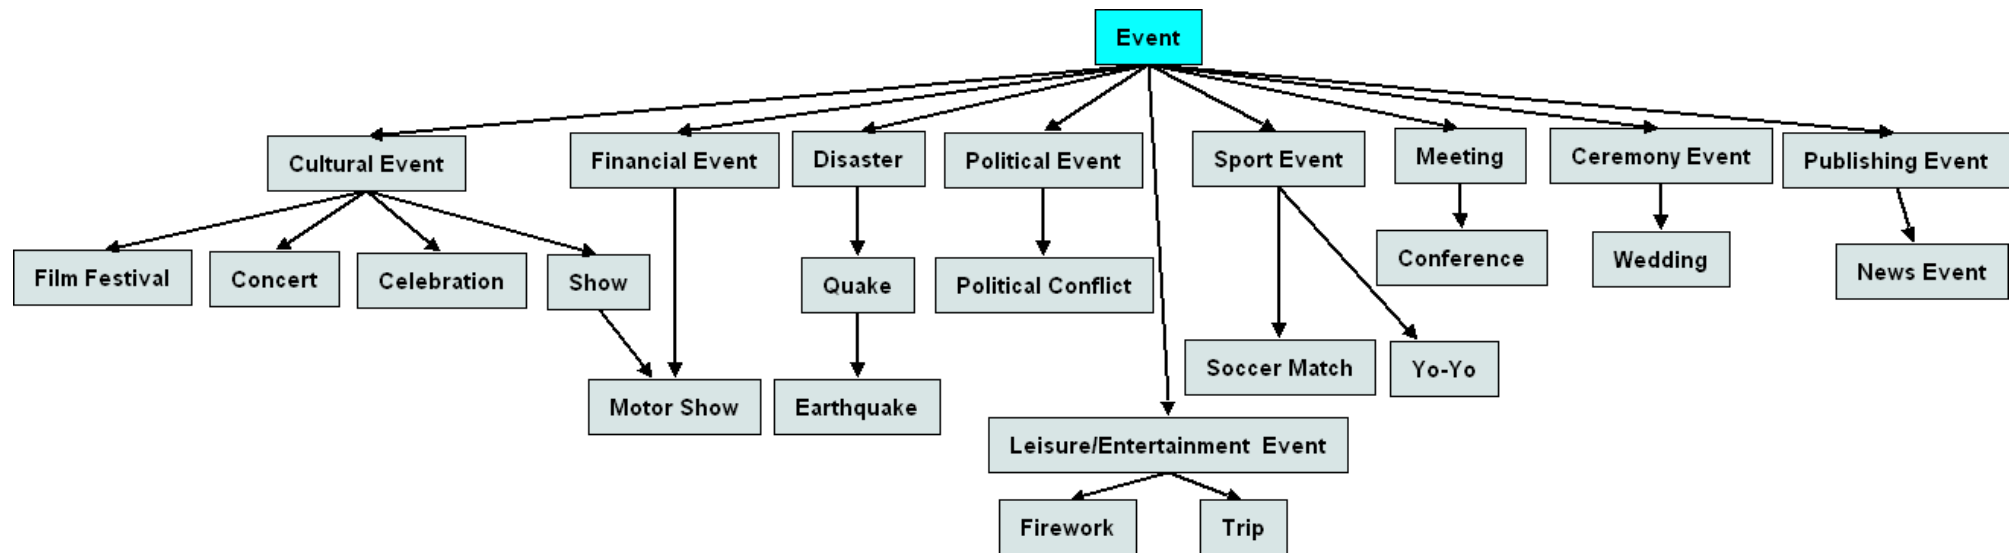 Event
Cultural Event
Financial Event
Disaster
Political Event
Sport Event
Meeting
Ceremony Event
Publishing Event
Film Festival
Concert
Celebration
Show
Quake
Political Conflict
Conference
Wedding
News Event
Motor Show
Earthquake
Soccer Match
Yo-Yo
Leisure/Entertainment Event
Firework
Trip